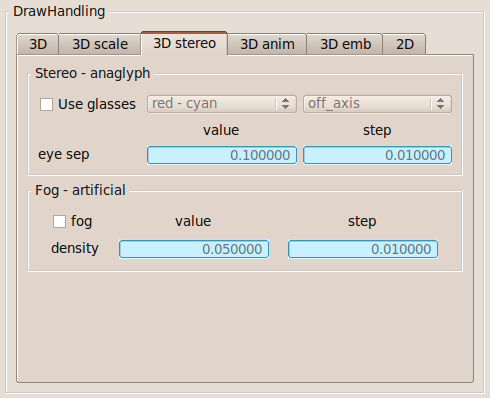 DrawHandling
3D 3D scale 3D stereo 3D anim 3D emb 2D
Stereo - anaglyph
Use glasses red - cyan off_axis
value step
eye sep 0.100000 0.010000
Fog - artificial
fog value step
density 0.050000 0.010000